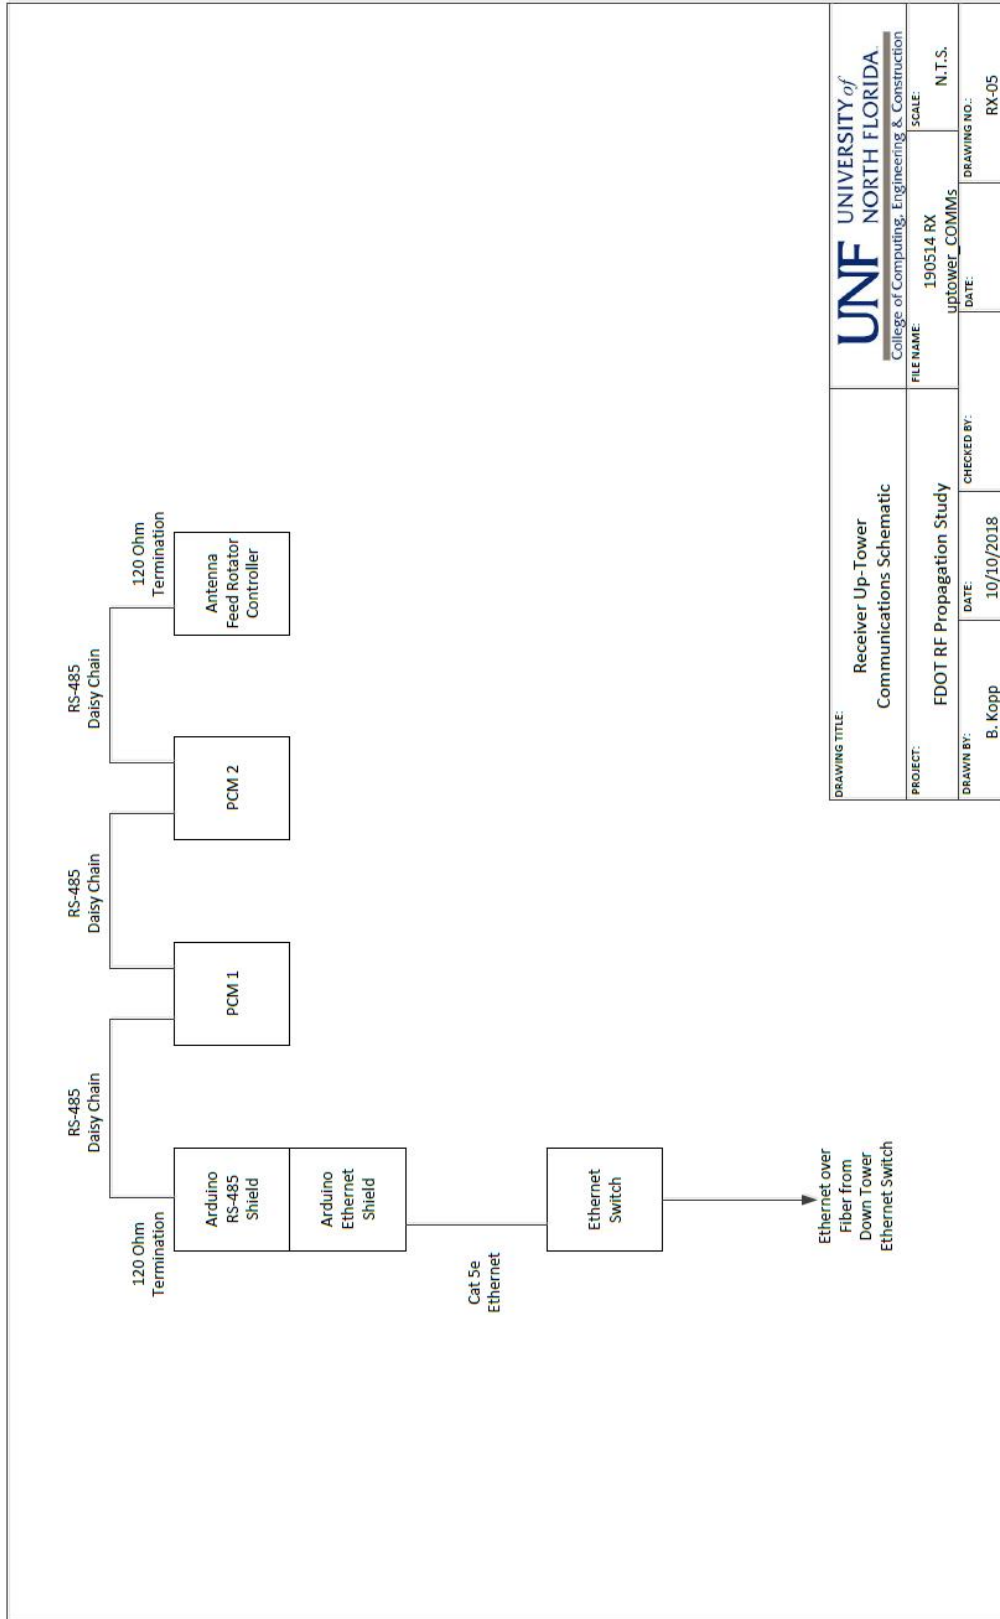 RS-485
Daisy Chain
RS-485
Daisy Chain
RS-485
Daisy Chain
120 Ohm
Termination
120 Ohm
Termination
Arduino
RS-485
Shield
PCM 1
PCM 2
Antenna
Feed Rotator
Controller
Arduino
Ethernet
Shield
Cat 5e
Ethernet
Ethernet
Switch
Ethernet over
Fiber from
Down Tower
Ethernet Switch
DRAWING TITLE:
Receiver Up-Tower
Communications Schematic
UNF UNIVERSITY of
NORTH FLORIDA
College of Computing, Engineering & Construction
PROJECT:
FDOT RF Propagation Study
FILE NAME:
190514 RX
uptower_COMMs
SCALE:
N.T.S.
DRAWN BY:
B. Kopp
DATE:
10/10/2018
CHECKED BY:
DATE:
DRAWING NO.:
RX-05